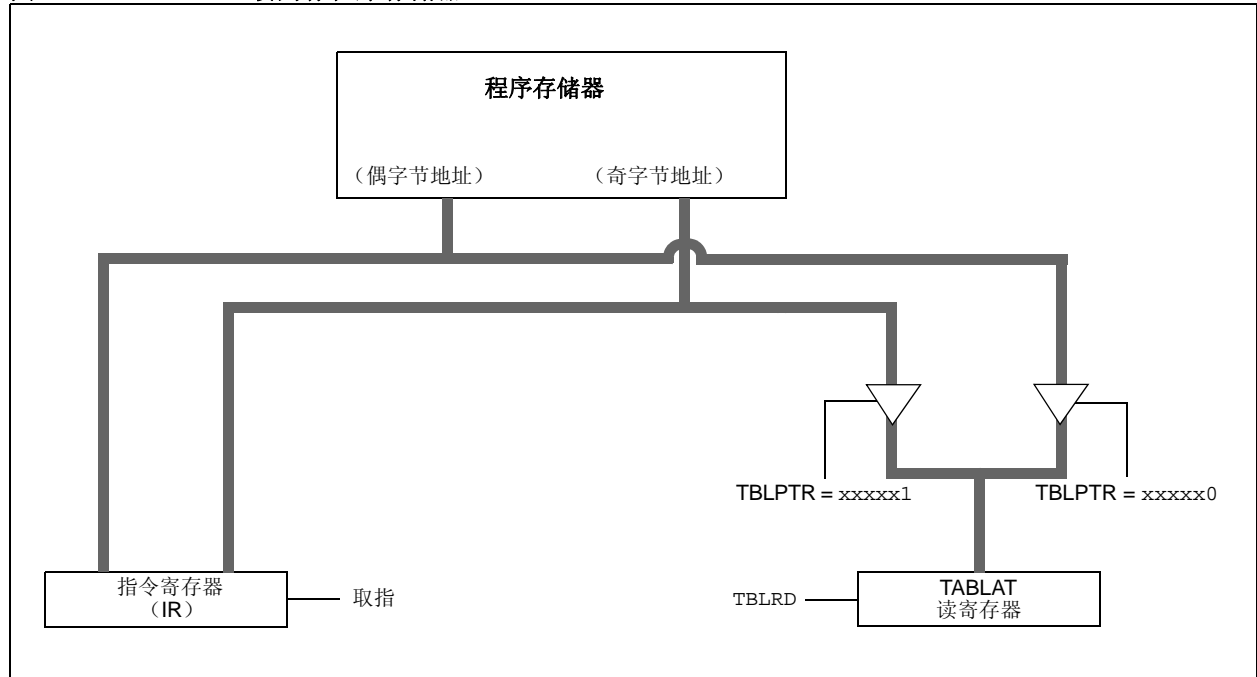 程序存储器
（偶字节地址） （奇字节地址）
TBLPTR = xxxxx1 TBLPTR = xxxxx0
指令寄存器
（IR）
取指
TBLRD
TABLAT
读寄存器